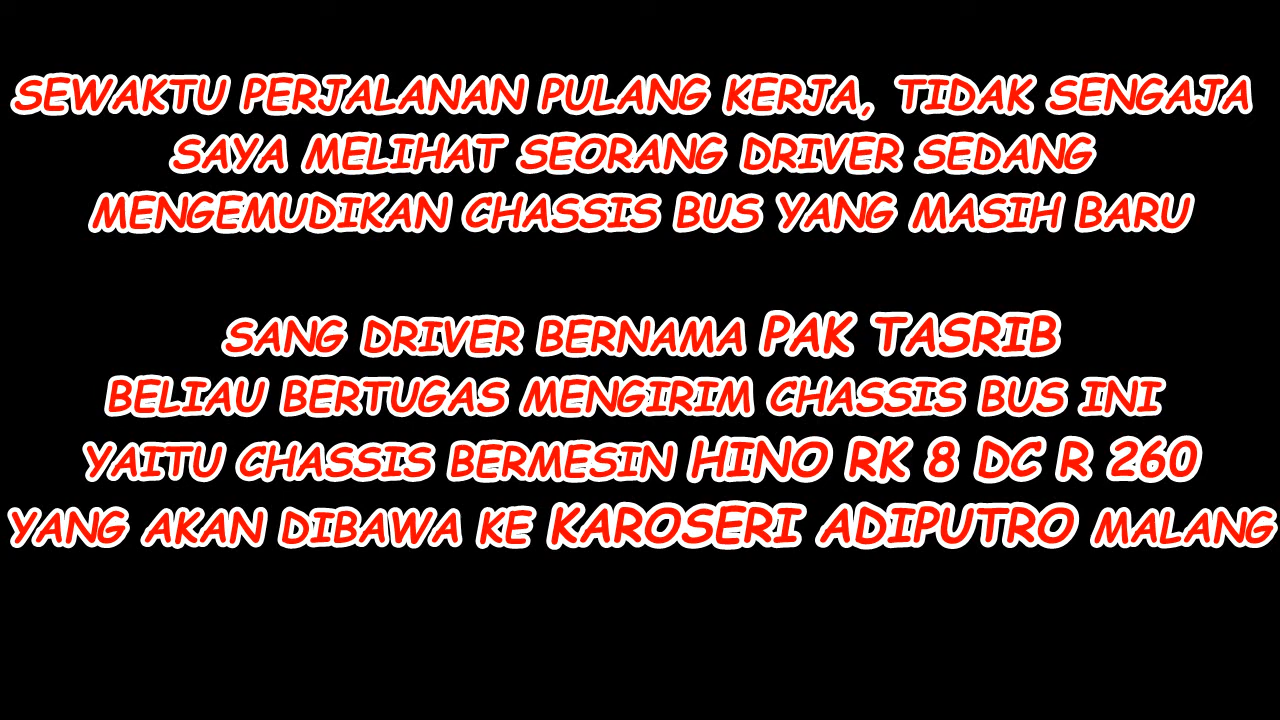 SEWAKTU PERJALANAN PULANG KERJA, TIDAK SENGAJA
SAYA MELIHAT SEORANG DRIVER SEDANG
MENGEMUDIKAN CHASSIS BUS YANG MASIH BARU
SANG DRIVER BERNAMA PAK TASRIB
BELIAU BERTUGAS MENGIRIM CHASSIS BUS INI
YAITU CHASSIS BERMESIN HINO RK 8 DC R 260
YANG AKAN DIBAWA KE KAROSERI ADIPUTRO MALANG